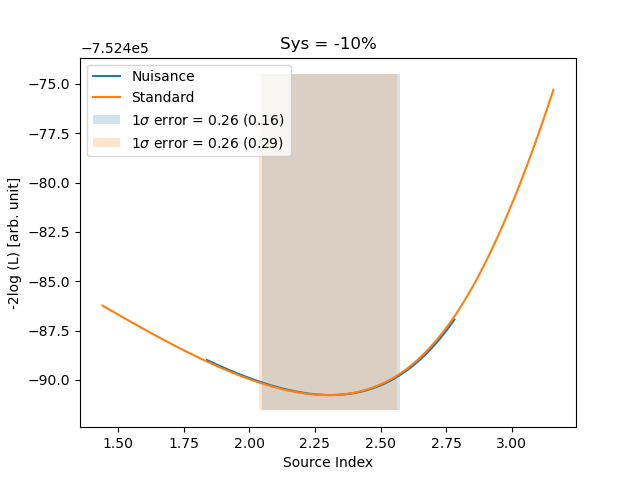 Sys = -10%
−7.524e5
Nuisance
Standard
1σ error = 0.26 (0.16)
1σ error = 0.26 (0.29)
-2log (L) [arb. unit]
−75.0
−77.5
−80.0
−82.5
−85.0
−87.5
−90.0
1.50 1.75 2.00 2.25 2.50 2.75 3.00
Source Index